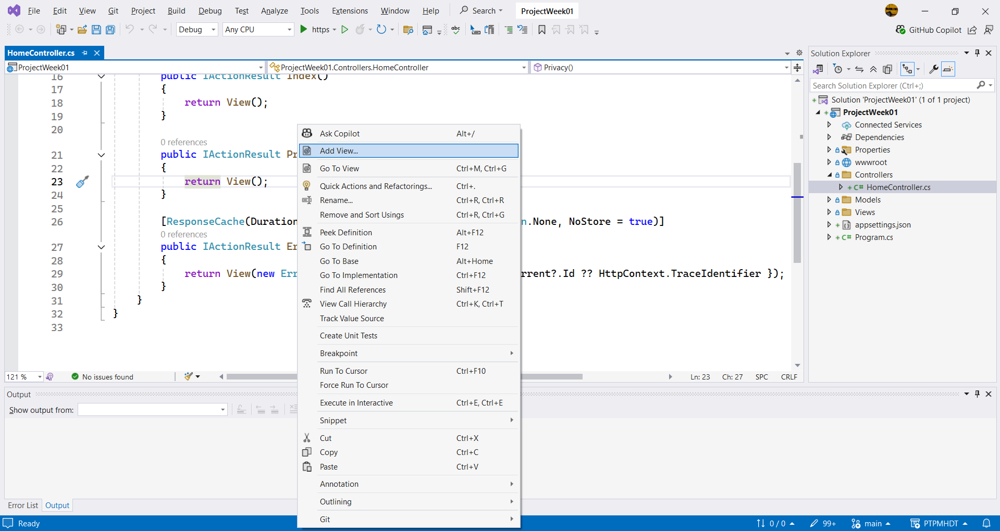 File Edit View Git Project Build Debug Test Analyze Tools Extensions Window Help Search ProjectWeek01
Debug Any CPU https GitHub Copilot
HomeController.cs
ProjectWeek01 ProjectWeek01.Controllers.HomeController Privacy()
16 public IActionResult Index()
17 {
18 return View();
19 }
20
0 references
21 public IActionResult Pr
22 {
23 return View();
24 }
25
26 [ResponseCache(Duration n.None, NoStore = true)]
0 references
27 public IActionResult Er
28 {
29 return View(new Err rrent?.Id ?? HttpContext.TraceIdentifier });
30 }
31 }
32 }
33
Ask Copilot Alt+/
Add View...
Go To View Ctrl+M, Ctrl+G
Quick Actions and Refactorings... Ctrl+.
Rename... Ctrl+R, Ctrl+R
Remove and Sort Usings Ctrl+R, Ctrl+G
Peek Definition Alt+F12
Go To Definition F12
Go To Base Alt+Home
Go To Implementation Ctrl+F12
Find All References Shift+F12
View Call Hierarchy Ctrl+K, Ctrl+T
Track Value Source
Create Unit Tests
Breakpoint
Run To Cursor Ctrl+F10
Force Run To Cursor
Execute in Interactive Ctrl+E, Ctrl+E
Snippet
Cut Ctrl+X
Copy Ctrl+C
Paste Ctrl+V
Annotation
Outlining
Git
121 % No issues found Ln: 23 Ch: 27 SPC CRLF
Output
Show output from:
Error List Output
Solution Explorer
Search Solution Explorer (Ctrl+;)
Solution 'ProjectWeek01' (1 of 1 project)
ProjectWeek01
Connected Services
Dependencies
Properties
wwwroot
Controllers
C# HomeController.cs
Models
Views
appsettings.json
C# Program.cs
Ready 0 / 0 99+ main PTPMHDT